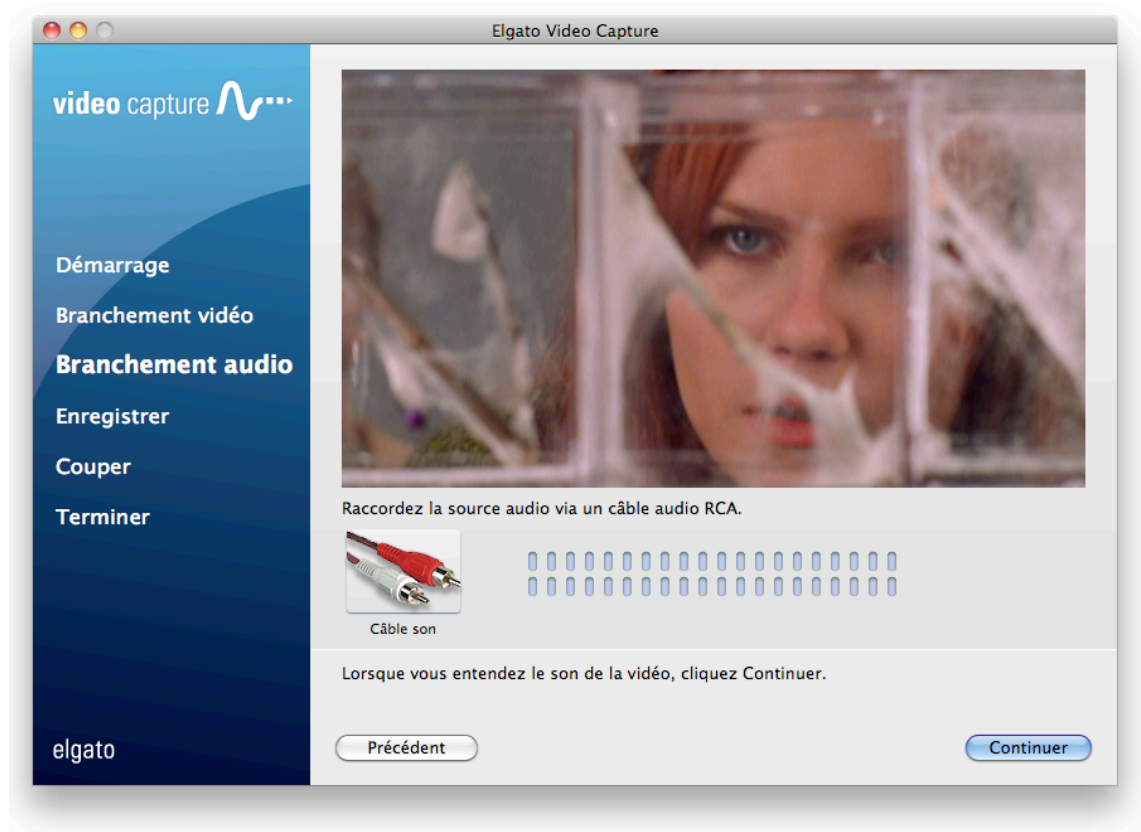 Elgato Video Capture
video capture
Démarrage
Branchement vidéo
Branchement audio
Enregistrer
Couper
Terminer
elgato
Raccordez la source audio via un câble audio RCA.
Câble son
Lorsque vous entendez le son de la vidéo, cliquez Continuer.
Précédent
Continuer